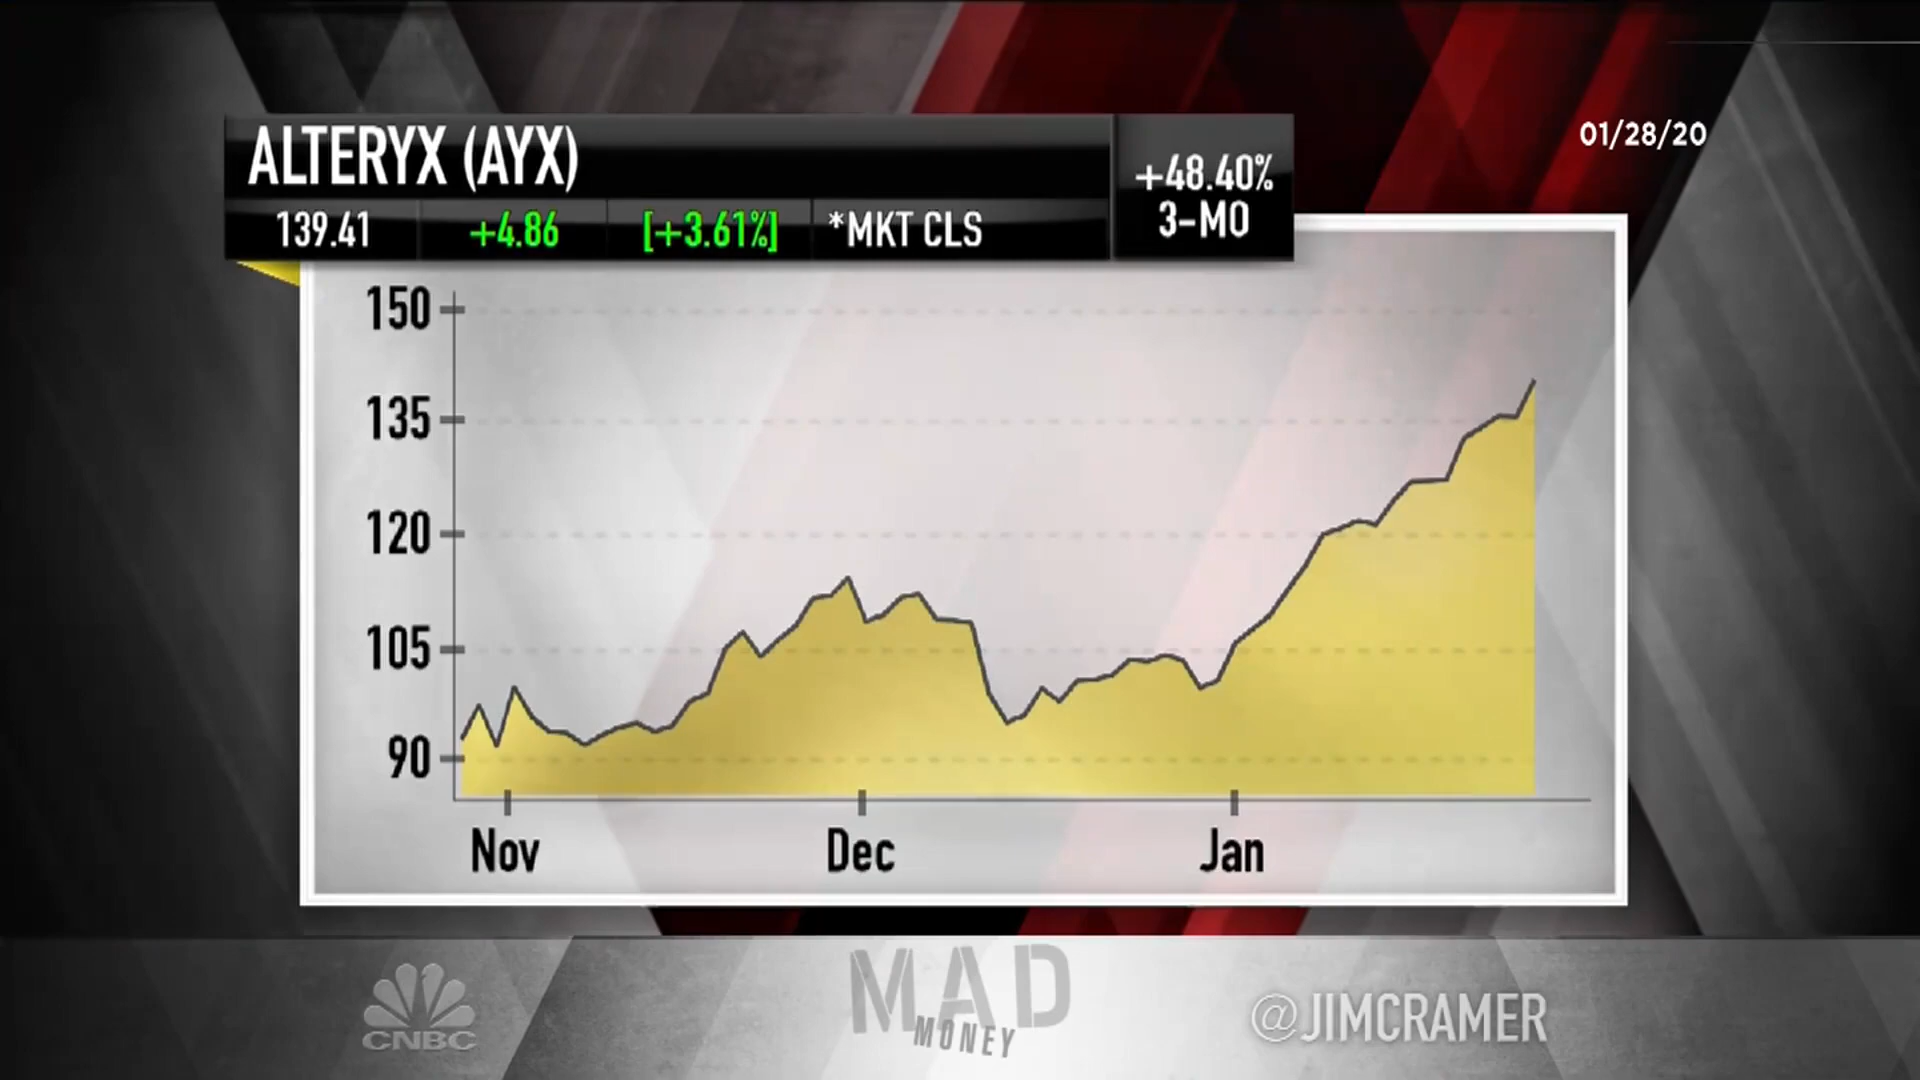 ALTERYX (AYX)
139.41 +4.86 [+3.61%] *MKT CLS
+48.40%
3-MO
01/28/20
150
135
120
105
90
Nov Dec Jan
CNBC
MAD
MONEY
@JIMCRAMER